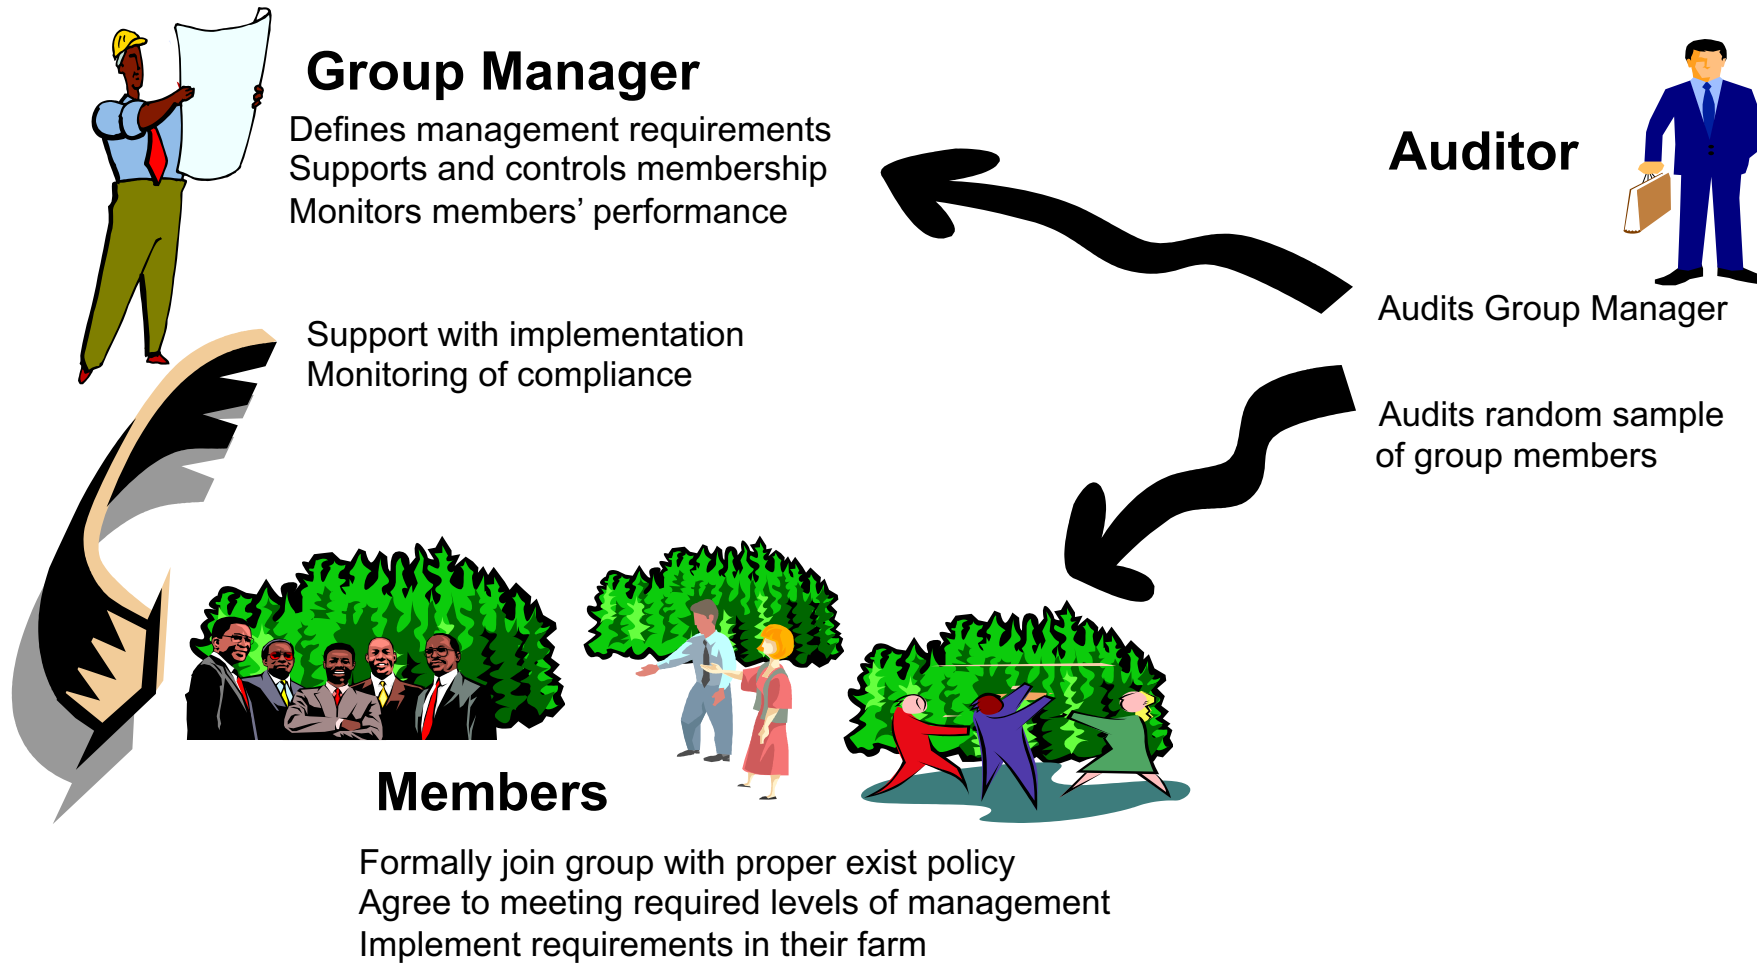 Group Manager
Defines management requirements
Supports and controls membership
Monitors members’ performance
Auditor
Audits Group Manager
Support with implementation
Monitoring of compliance
Audits random sample
of group members
Members
Formally join group with proper exist policy
Agree to meeting required levels of management
Implement requirements in their farm